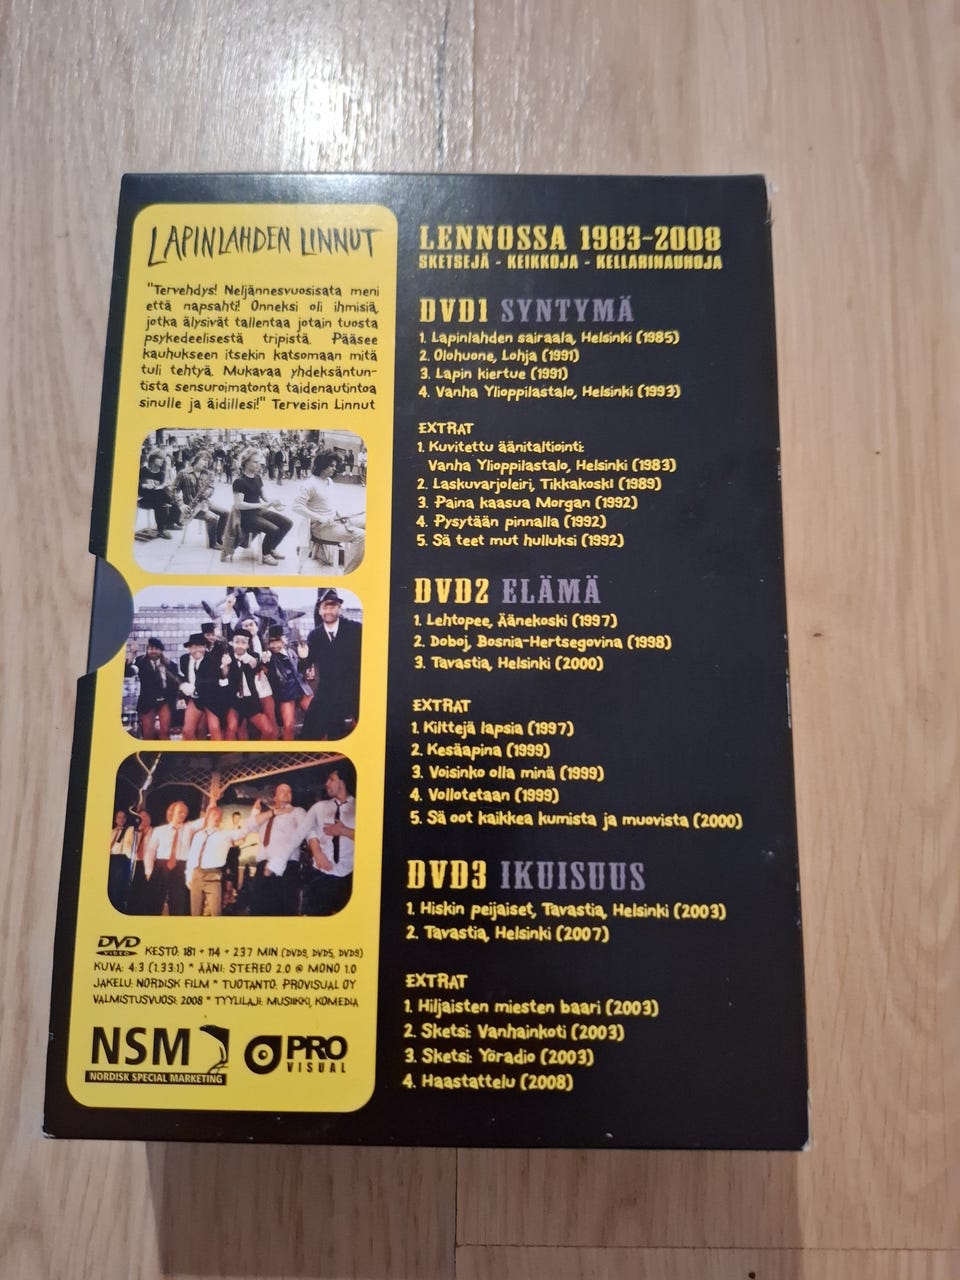 LAPINLAHDEN LINNUT
"Tervehdys! Neljännesvuosisata meni
että napsahti! Onneksi oli ihmisiä,
jotka älysivät tallentaa jotain tuosta
psykedeelisestä tripistä. Pääsee
kauhukseen itsekin katsomaan mitä
tuli tehtyä. Mukavaa yhdeksäntun-
tista sensuroimatonta taidenautintoa
sinulle ja äidillesi!" Terveisin Linnut
DVD VIDEO KESTO: 181 + 114 + 237 MIN (DVD9, DVD5, DVD9)
KUVA: 4:3 (1.33:1) * ÄÄNI: STEREO 2.0 @ MONO 1.0
JAKELU: NORDISK FILM * TUOTANTO: PROVISUAL OY
VALMISTUSVUOSI: 2008 * TYYLILAJI: MUSIIKKI, KOMEDIA
NSM
NORDISK SPECIAL MARKETING
PRO
VISUAL
LENNOSSA 1983-2008
SKETSEJÄ - KEIKKOJA - KELLARINAUHOJA
DVD1 SYNTYMÄ
1. Lapinlahden sairaala, Helsinki (1985)
2. Olohuone, Lohja (1991)
3. Lapin kiertue (1991)
4. Vanha Ylioppilastalo, Helsinki (1993)
EXTRAT
1. Kuvitettu äänitaltiointi:
Vanha Ylioppilastalo, Helsinki (1983)
2. Laskuvarjoleiri, Tikkakoski (1989)
3. Paina kaasua Morgan (1992)
4. Pysytään pinnalla (1992)
5. Sä teet mut hulluksi (1992)
DVD2 ELÄMÄ
1. Lehtopee, Äänekoski (1997)
2. Doboj, Bosnia-Hertsegovina (1998)
3. Tavastia, Helsinki (2000)
EXTRAT
1. Kilttejä lapsia (1997)
2. Kesäapina (1999)
3. Voisinko olla minä (1999)
4. Vollotetaan (1999)
5. Sä oot kaikkea kumista ja muovista (2000)
DVD3 IKUISUUS
1. Hiskin peijaiset, Tavastia, Helsinki (2003)
2. Tavastia, Helsinki (2007)
EXTRAT
1. Hiljaisten miesten baari (2003)
2. Sketsi: Vanhainkoti (2003)
3. Sketsi: Yöradio (2003)
4. Haastattelu (2008)